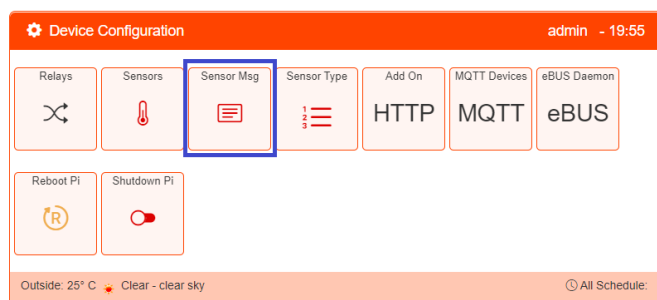 Device Configuration admin - 19:55
Relays Sensors Sensor Msg Sensor Type Add On MQTT Devices eBUS Daemon
1
2
3
HTTP MQTT eBUS
Reboot Pi Shutdown Pi
R
Outside: 25° C Clear - clear sky All Schedule: